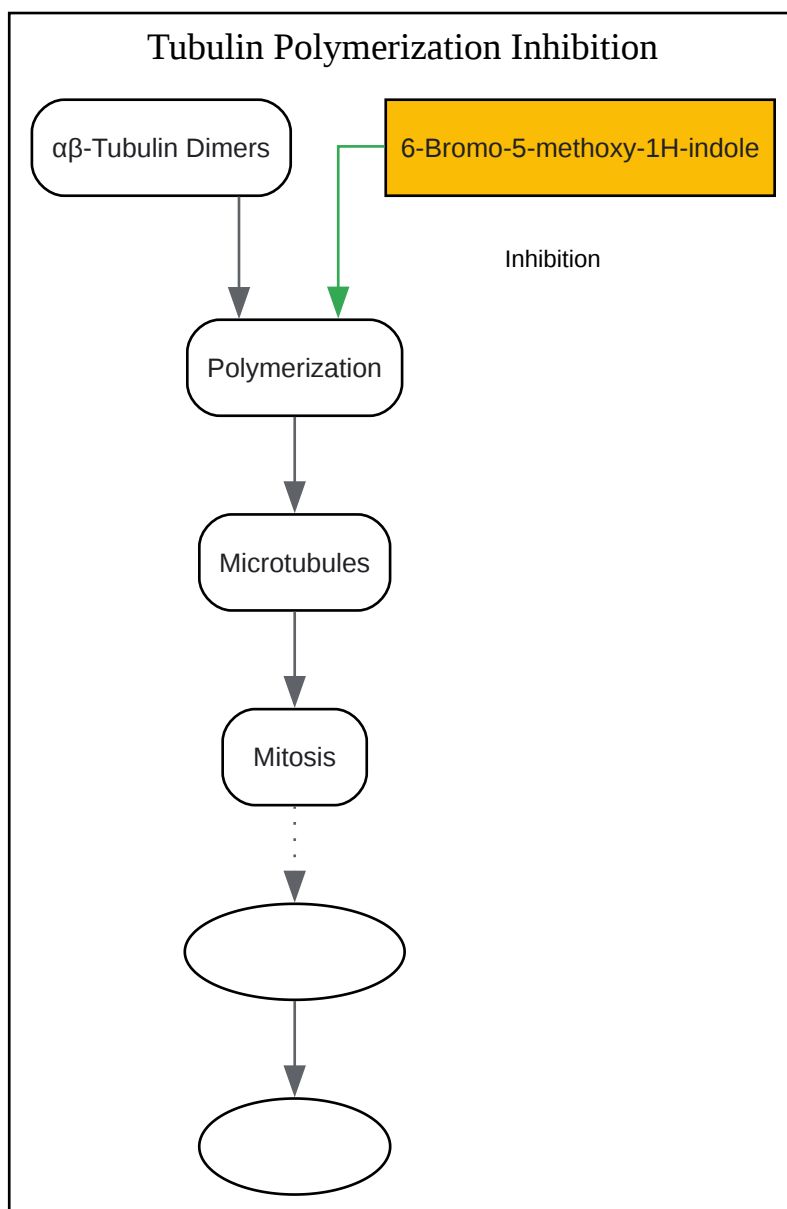 Tubulin Polymerization Inhibition
αβ-Tubulin Dimers
6-Bromo-5-methoxy-1H-indole
Inhibition
Polymerization
Microtubules
Mitosis